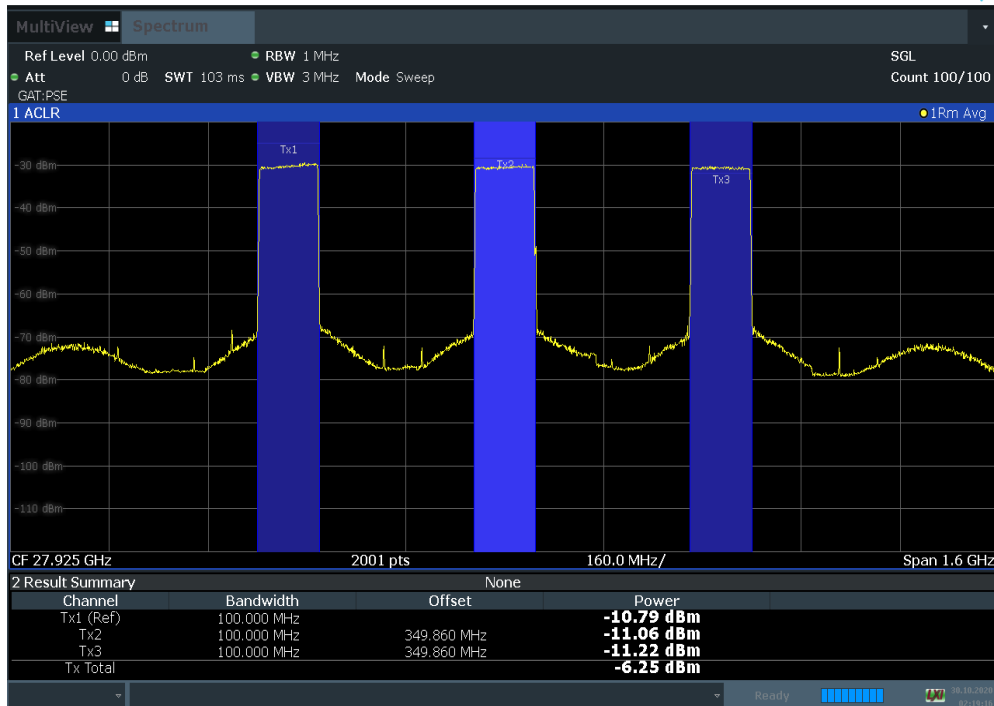 MultiView Spectrum
Ref Level 0.00 dBm RBW 1 MHz SGL
Att 0 dB SWT 103 ms VBW 3 MHz Mode Sweep Count 100/100
GAT:PSE
1 ACLR 1Rm Avg
Tx1
Tx2
-30 dBm
Tx3
-40 dBm
-50 dBm
-60 dBm
-70 dBm
-80 dBm
-90 dBm
-100 dBm
-110 dBm
CF 27.925 GHz 2001 pts 160.0 MHz/ Span 1.6 GHz
2 Result Summary None
Channel Bandwidth Offset Power
Tx1 (Ref) 100.000 MHz -10.79 dBm
Tx2 100.000 MHz 349.860 MHz -11.06 dBm
Tx3 100.000 MHz 349.860 MHz -11.22 dBm
Tx Total -6.25 dBm
Ready LXI 30.10.2020